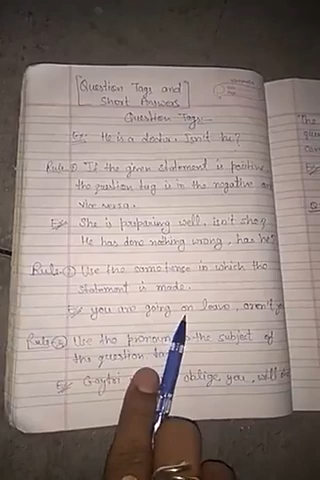 Question Tags and
Short Answers
Question Tags
Ex: He is a doctor. Isn't he?
Rule ① If the given statement is positive
the question tag is in the negative and
vice versa.
Ex She is preparing well. isn't she?
He has done nothing wrong, has he?
Rule-② Use the same tense in which the
statement is made.
Ex you are going on leave, aren't
Rule-③ Use the pronoun the subject of
the question
Ex Gaytri oblige you, will